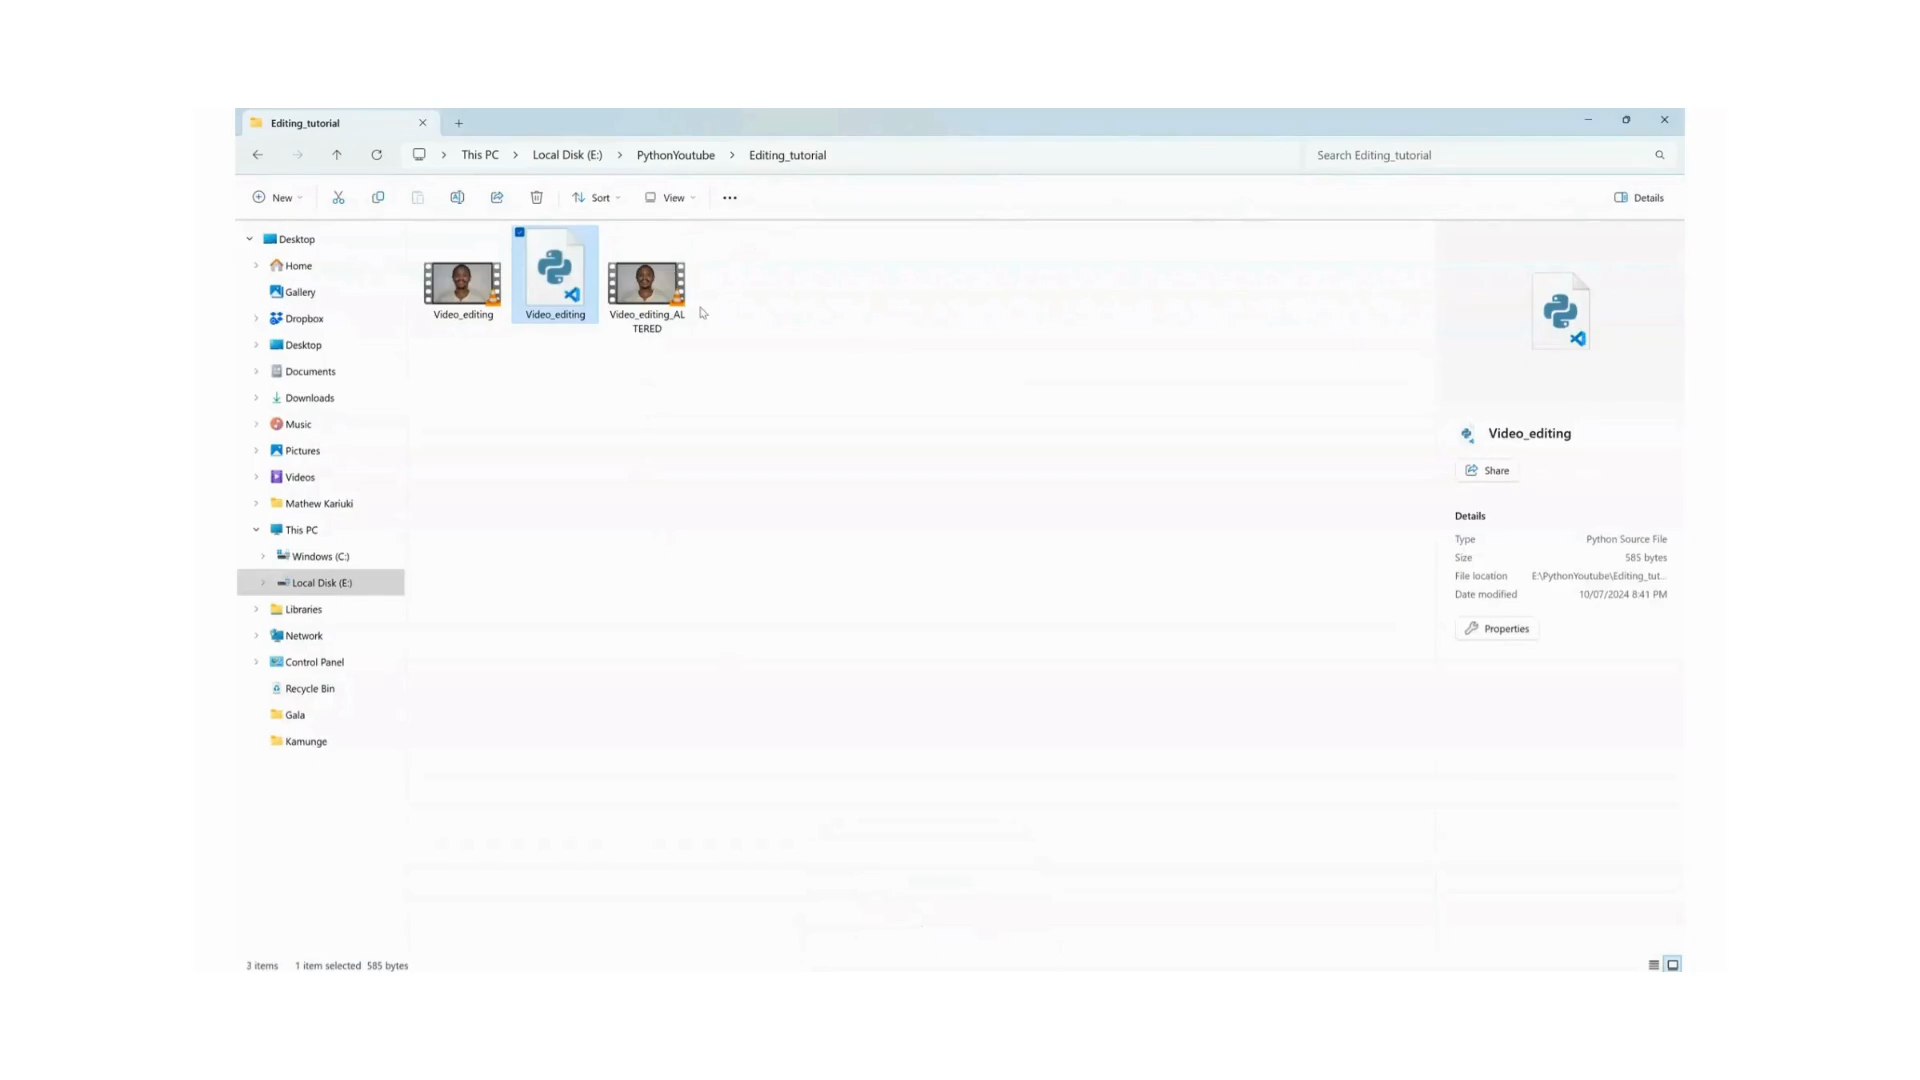 Editing_tutorial
This PC > Local Disk (E:) > PythonYoutube > Editing_tutorial
Search Editing_tutorial
New
Sort
View
Details
Desktop
Home
Gallery
Dropbox
Desktop
Documents
Downloads
Music
Pictures
Videos
Mathew Kariuki
This PC
Windows (C:)
Local Disk (E:)
Libraries
Network
Control Panel
Recycle Bin
Gala
Kamunge
Video_editing
Video_editing
Video_editing_AL
TERED
Video_editing
Share
Details
Type Python Source File
Size 585 bytes
File location E:\PythonYoutube\Editing_tut...
Date modified 10/07/2024 8:41 PM
Properties
3 items 1 item selected 585 bytes